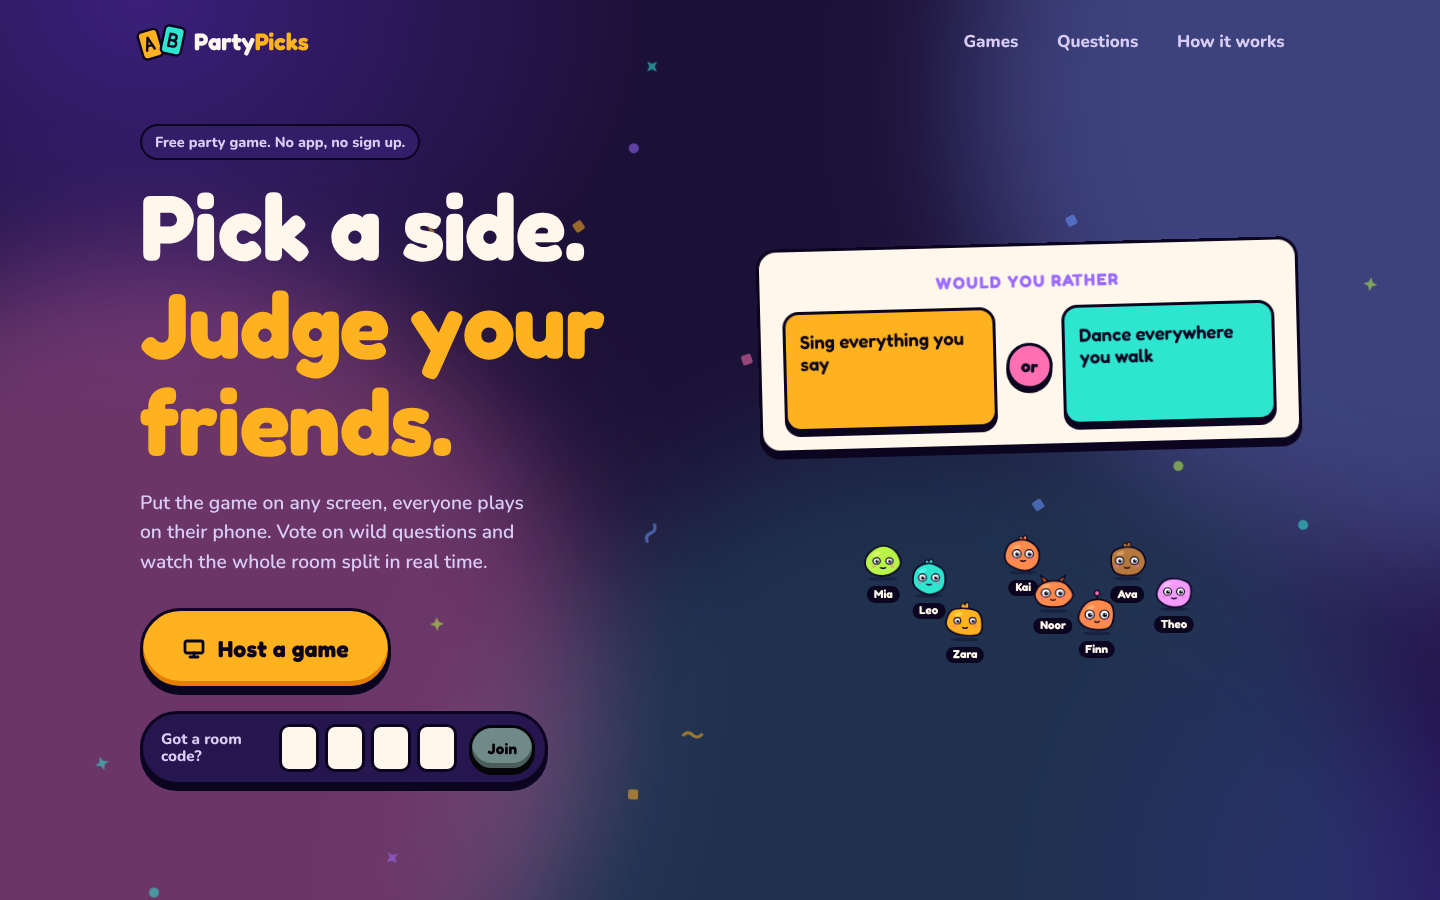 A B PartyPicks
Games Questions How it works
Free party game. No app, no sign up.
Pick a side.
Judge your
friends.
Put the game on any screen, everyone plays
on their phone. Vote on wild questions and
watch the whole room split in real time.
Host a game
Got a room
code?
Join
WOULD YOU RATHER
Sing everything you
say
or
Dance everywhere
you walk
Mia
Leo
Zara
Kai
Noor
Finn
Ava
Theo